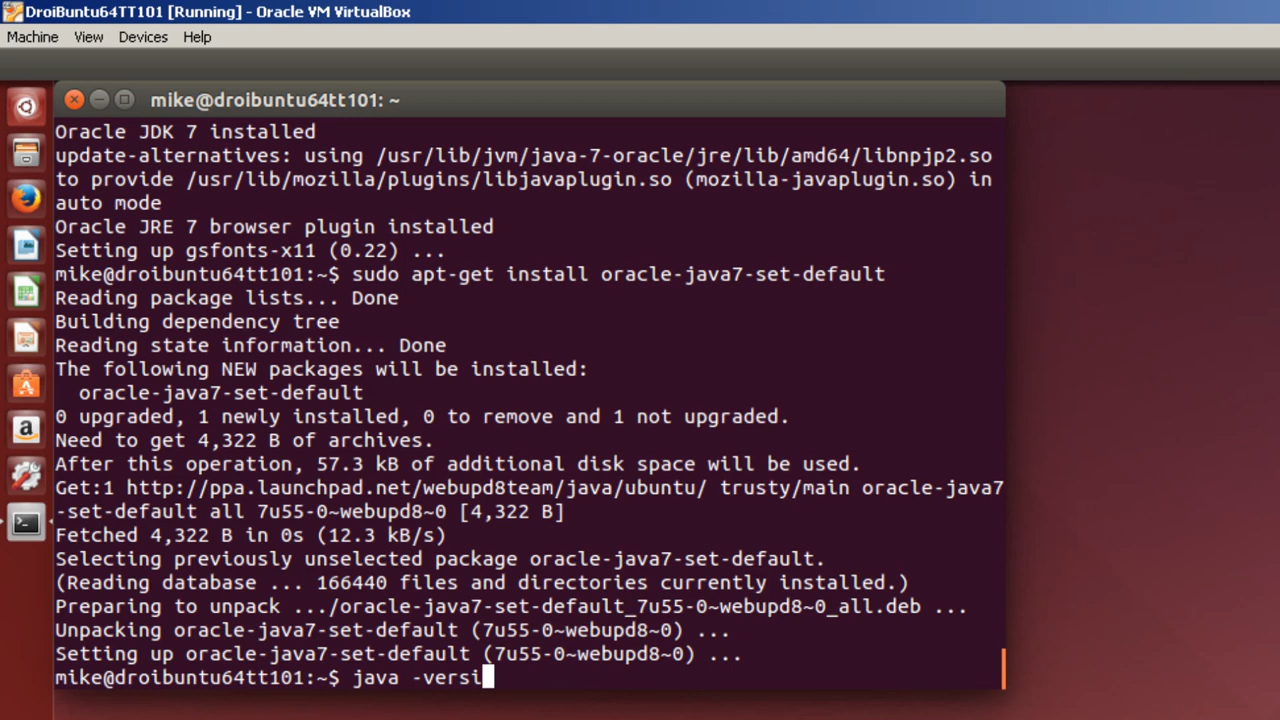 DroiBuntu64TT101 [Running] - Oracle VM VirtualBox
Machine View Devices Help
mike@droibuntu64tt101: ~
Oracle JDK 7 installed
update-alternatives: using /usr/lib/jvm/java-7-oracle/jre/lib/amd64/libnpjp2.so
to provide /usr/lib/mozilla/plugins/libjavaplugin.so (mozilla-javaplugin.so) in
auto mode
Oracle JRE 7 browser plugin installed
Setting up gsfonts-x11 (0.22) ...
mike@droibuntu64tt101:~$ sudo apt-get install oracle-java7-set-default
Reading package lists... Done
Building dependency tree
Reading state information... Done
The following NEW packages will be installed:
  oracle-java7-set-default
0 upgraded, 1 newly installed, 0 to remove and 1 not upgraded.
Need to get 4,322 B of archives.
After this operation, 57.3 kB of additional disk space will be used.
Get:1 http://ppa.launchpad.net/webupd8team/java/ubuntu/ trusty/main oracle-java7
-set-default all 7u55-0~webupd8~0 [4,322 B]
Fetched 4,322 B in 0s (12.3 kB/s)
Selecting previously unselected package oracle-java7-set-default.
(Reading database ... 166440 files and directories currently installed.)
Preparing to unpack .../oracle-java7-set-default_7u55-0~webupd8~0_all.deb ...
Unpacking oracle-java7-set-default (7u55-0~webupd8~0) ...
Setting up oracle-java7-set-default (7u55-0~webupd8~0) ...
mike@droibuntu64tt101:~$ java -versi